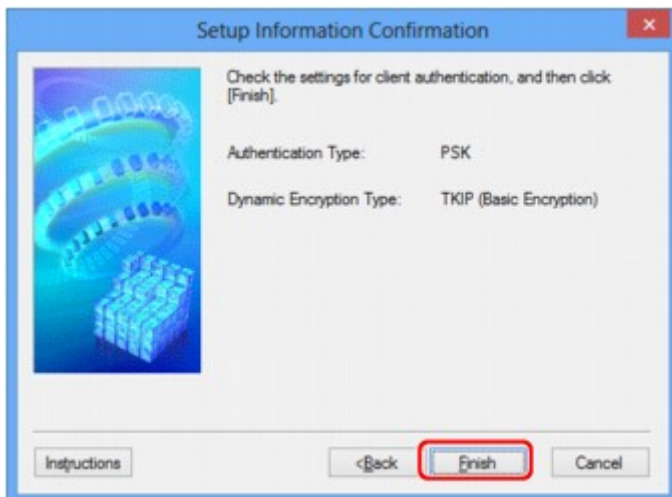 Setup Information Confirmation
Check the settings for client authentication, and then click
[Finish].
Authentication Type: PSK
Dynamic Encryption Type: TKIP (Basic Encryption)
Instructions <Back Finish Cancel